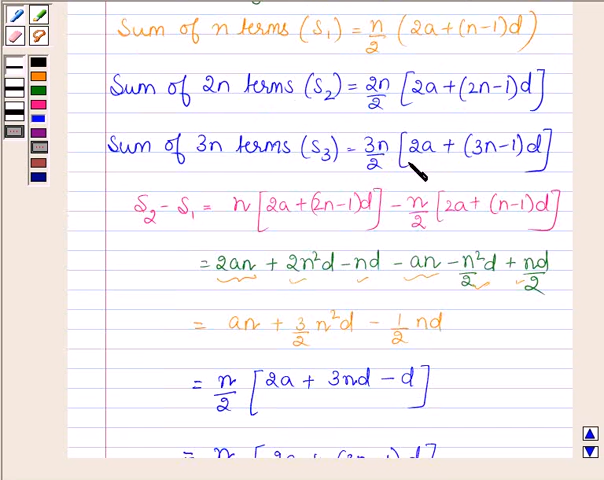 Sum of n terms (S₁) = n/2 (2a+(n-1)d)
Sum of 2n terms (S₂) = 2n/2 [2a+(2n-1)d]
Sum of 3n terms (S₃) = 3n/2 [2a + (3n-1)d]
S₂ - S₁ = n [2a+(2n-1)d] - n/2 [2a + (n-1)d]
= 2an + 2n²d - nd - an - n²d/2 + nd/2
= an + 3/2 n²d - 1/2 nd
= n/2 [2a + 3nd - d]